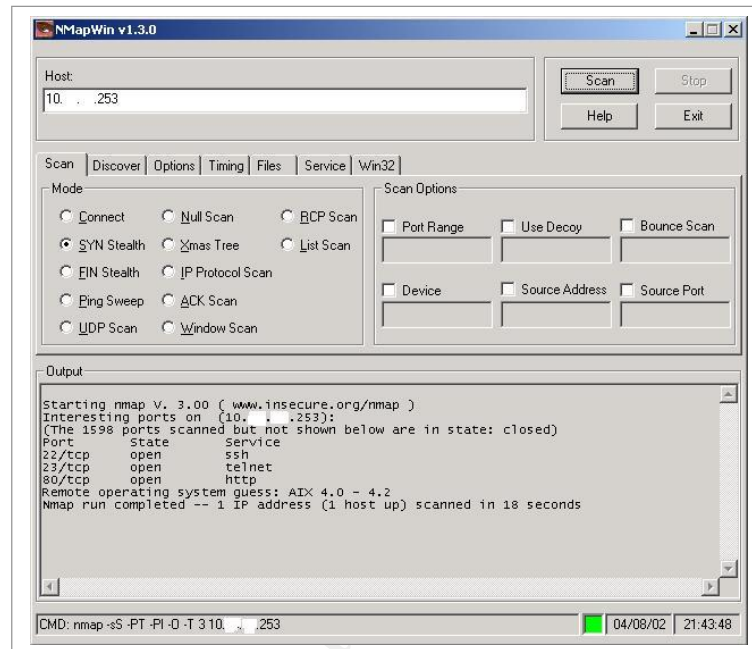 NMapWin v1.3.0
Host:
10. . .253
Scan Stop
Help Exit
Scan Discover Options Timing Files Service Win32
Mode
Connect Null Scan RCP Scan
SYN Stealth Xmas Tree List Scan
FIN Stealth IP Protocol Scan
Ping Sweep ACK Scan
UDP Scan Window Scan
Scan Options
Port Range Use Decoy Bounce Scan
Device Source Address Source Port
Output
Starting nmap V. 3.00 ( www.insecure.org/nmap )
Interesting ports on (10. . .253):
(The 1598 ports scanned but not shown below are in state: closed)
Port State Service
22/tcp open ssh
23/tcp open telnet
80/tcp open http
Remote operating system guess: AIX 4.0 - 4.2
Nmap run completed -- 1 IP address (1 host up) scanned in 18 seconds
CMD: nmap -sS -PT -PI -O -T 3 10. . .253 04/08/02 21:43:48